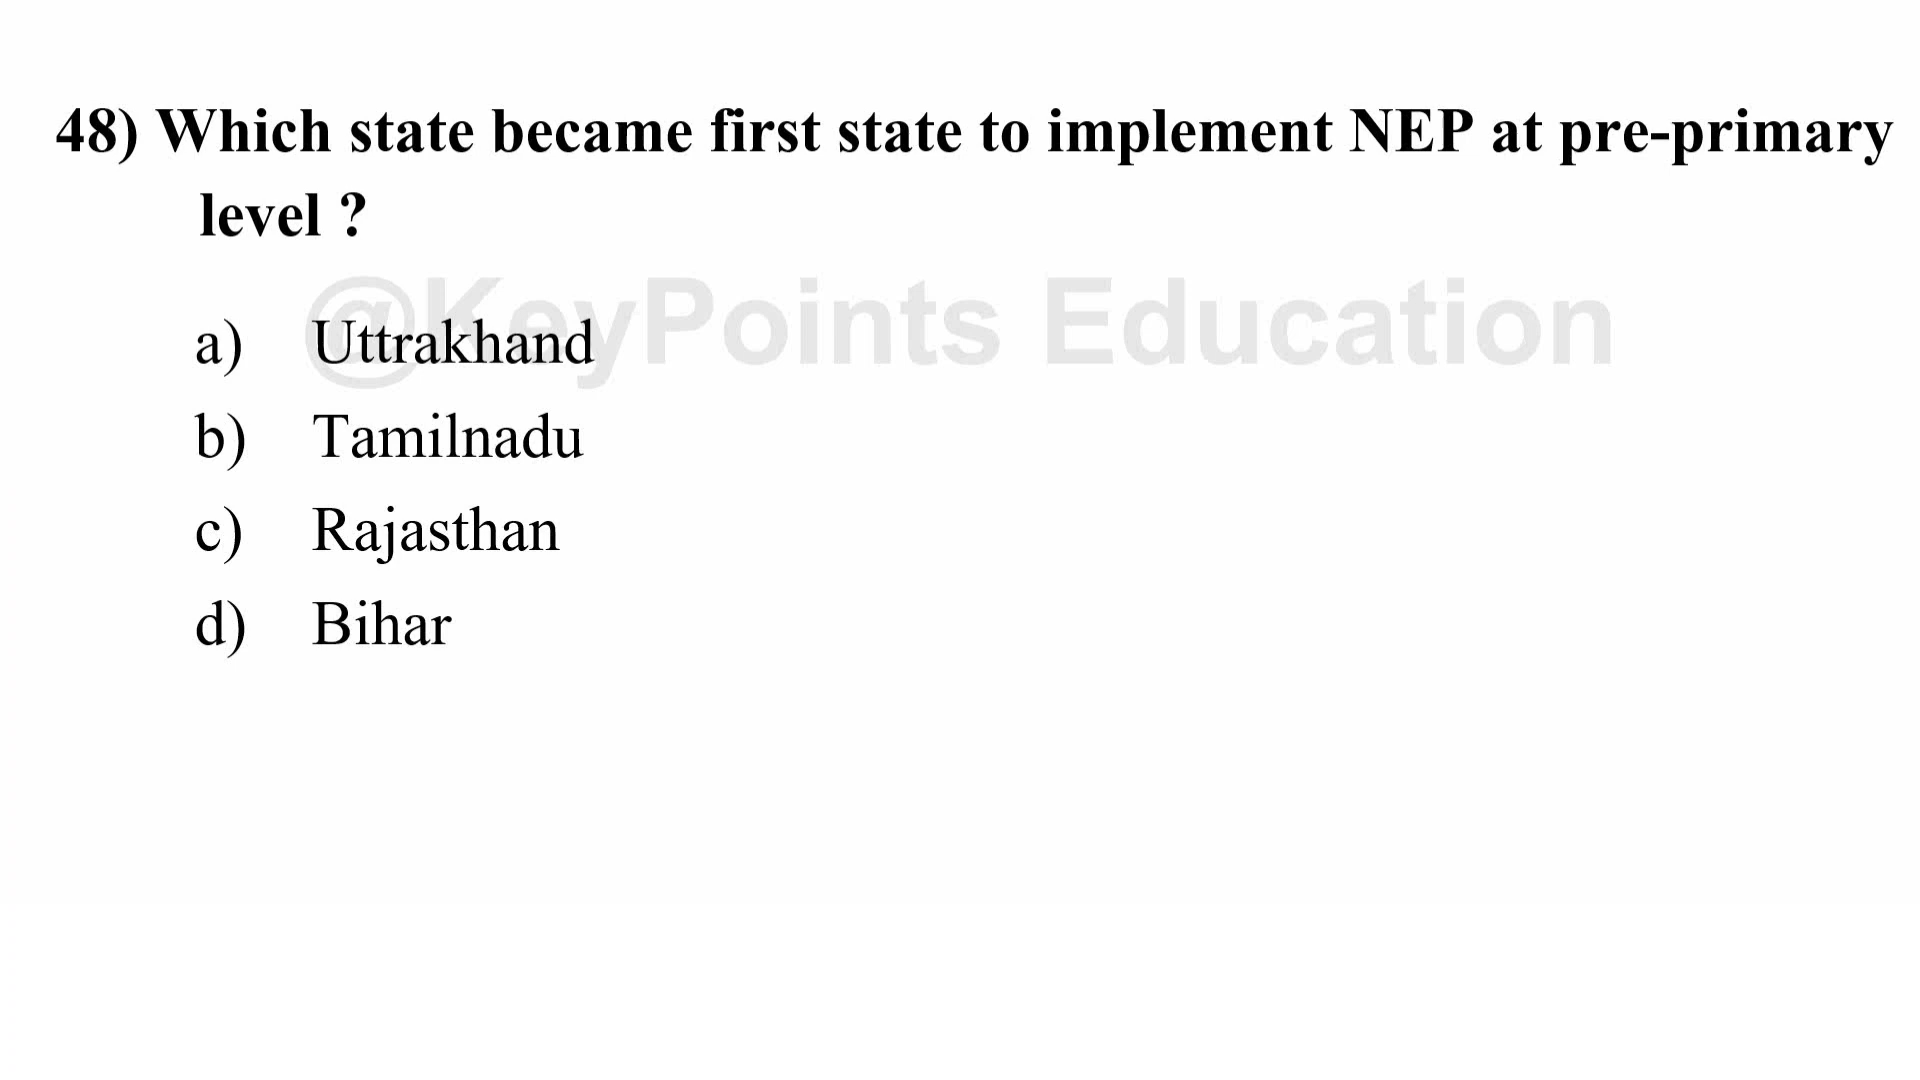 48) Which state became first state to implement NEP at pre-primary
level ?
@KeyPoints Education
a) Uttrakhand
b) Tamilnadu
c) Rajasthan
d) Bihar